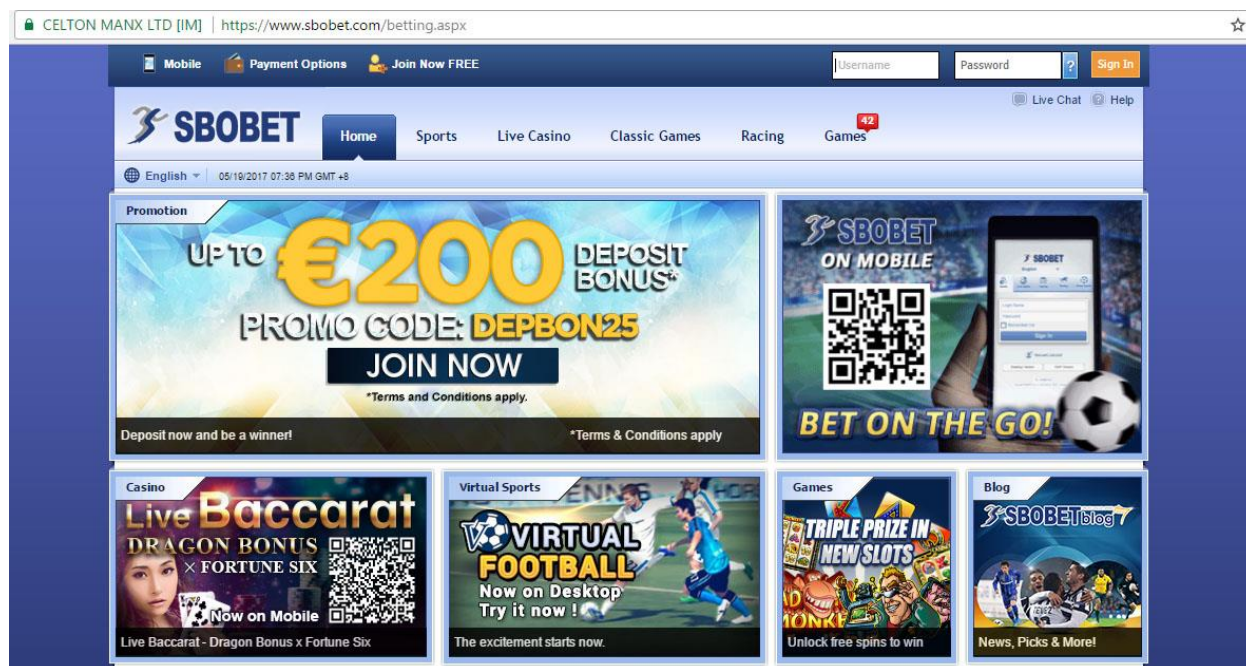 CELTON MANX LTD [IM] | https://www.sbobet.com/betting.aspx
Mobile Payment Options Join Now FREE Username Password ? Sign In
Live Chat Help
SBOBET Home Sports Live Casino Classic Games Racing Games 42
English 05/19/2017 07:36 PM GMT +8
Promotion
UP TO €200 DEPOSIT BONUS*
PROMO CODE: DEPBON25
JOIN NOW
*Terms and Conditions apply.
Deposit now and be a winner! *Terms & Conditions apply
SBOBET
ON MOBILE
SBOBET
English
Sign In
BET ON THE GO!
Casino
Live Baccarat
DRAGON BONUS
× FORTUNE SIX
Now on Mobile
Live Baccarat - Dragon Bonus x Fortune Six
Virtual Sports
VIRTUAL
FOOTBALL
Now on Desktop
Try it now !
The excitement starts now.
Games
TRIPLE PRIZE IN
NEW SLOTS
Unlock free spins to win
Blog
SBOBETblog
News, Picks & More!